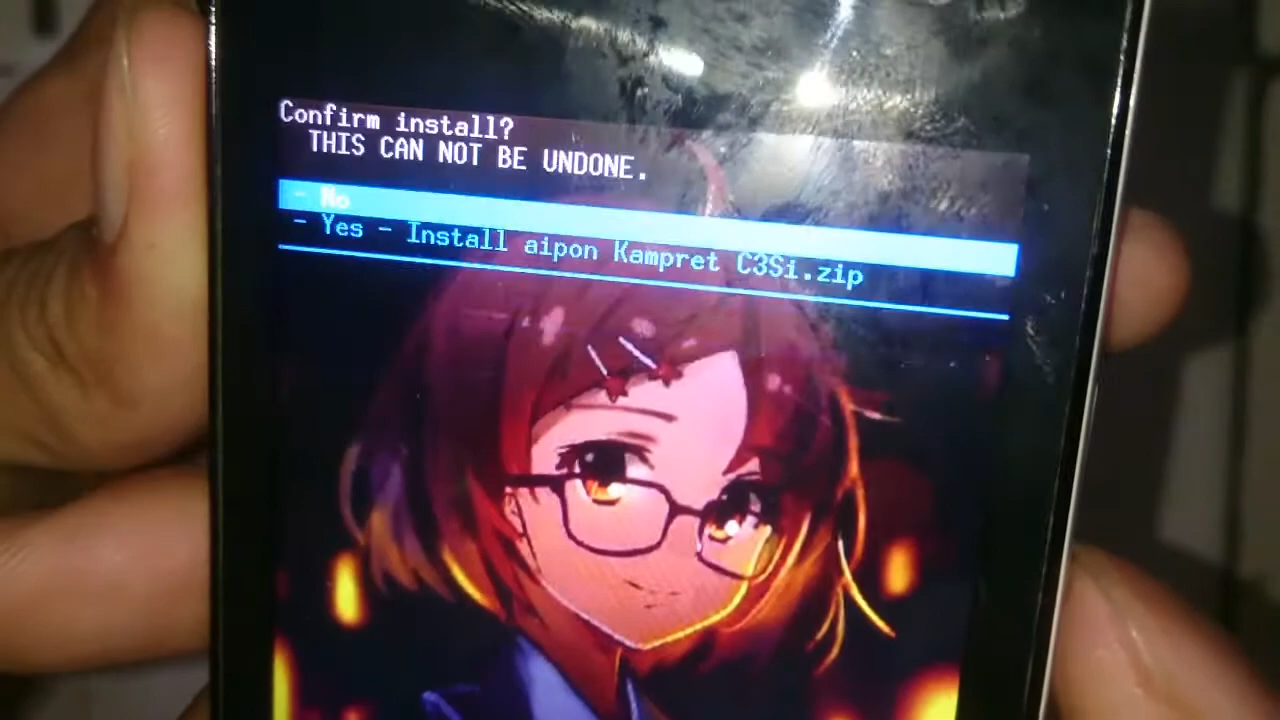 Confirm install?
THIS CAN NOT BE UNDONE.
- No
- Yes - Install aipon Kampret C3Si.zip